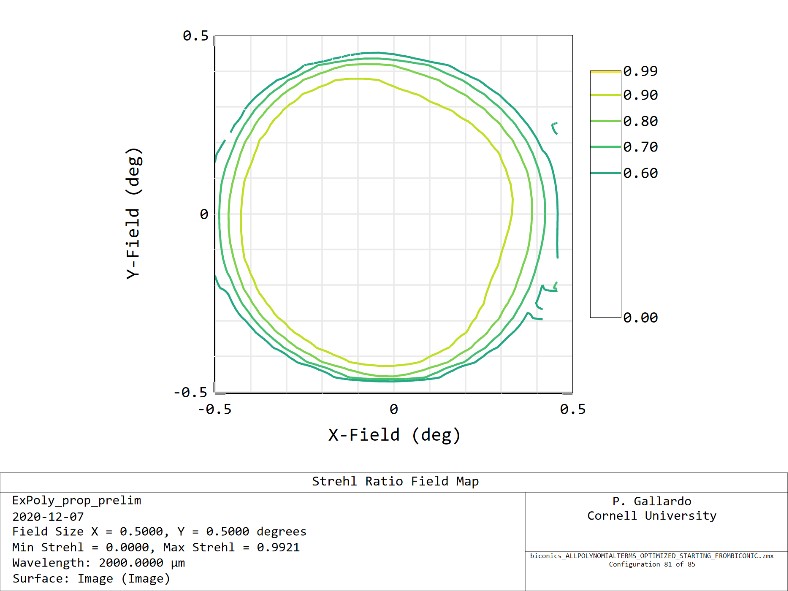 0.5
0
-0.5
Y-Field (deg)
-0.5 0 0.5
X-Field (deg)
0.99
0.90
0.80
0.70
0.60
0.00
Strehl Ratio Field Map
ExPoly_prop_prelim
2020-12-07
Field Size X = 0.5000, Y = 0.5000 degrees
Min Strehl = 0.0000, Max Strehl = 0.9921
Wavelength: 2000.0000 µm
Surface: Image (Image)
P. Gallardo
Cornell University
biconics_ALLPOLYNOMIALTERMS_OPTIMIZED_STARTING_FROMBICONIC.zmx
Configuration 81 of 85